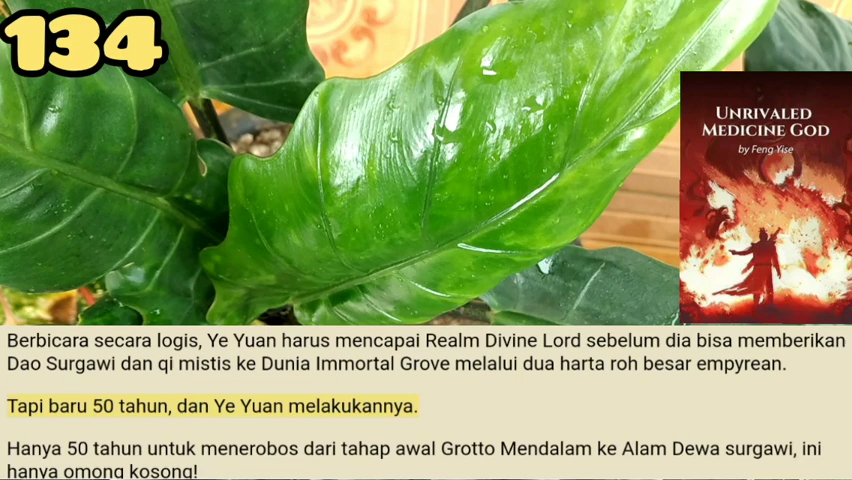 134
UNRIVALED
MEDICINE GOD
by Feng Yise
Berbicara secara logis, Ye Yuan harus mencapai Realm Divine Lord sebelum dia bisa memberikan
Dao Surgawi dan qi mistis ke Dunia Immortal Grove melalui dua harta roh besar empyrean.
Tapi baru 50 tahun, dan Ye Yuan melakukannya.
Hanya 50 tahun untuk menerobos dari tahap awal Grotto Mendalam ke Alam Dewa surgawi, ini
hanya omong kosong!